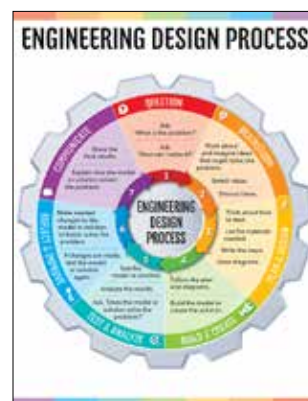 ENGINEERING DESIGN PROCESS
QUESTION
Ask:
What is the problem?
Ask:
How can I solve it?
Think about
and imagine ideas
that might solve the
problem.
Select ideas.
Discuss ideas.
Think about how
to test.
List the materials
needed.
Write the steps.
Draw diagrams.
BUILD & CREATE
Follow the plan
and diagrams.
Build the model or
create the solution.
TEST & ANALYZE
Test the
model or solution.
Analyze the results.
Ask: "Does the model or
solution solve the
problem?"
Make needed
changes to the
model or solution
to better solve the
problem.
If changes are made,
test the model
or solution
again.
COMMUNICATE
Share the
final results.
Explain how the model
or solution solves
the problem.
ENGINEERING
DESIGN
PROCESS